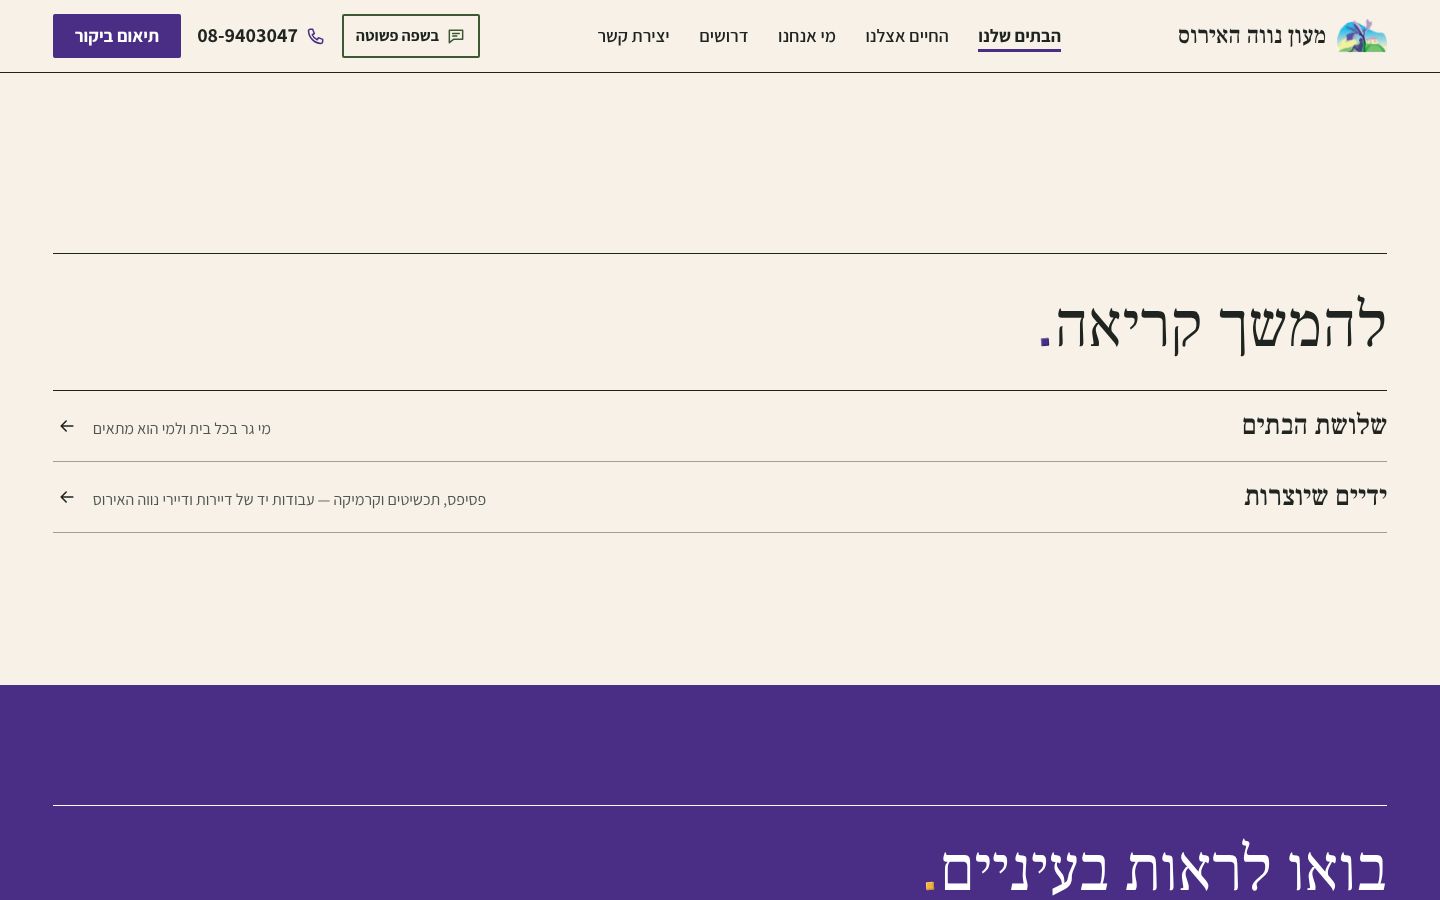 מעון נווה האירוס
הבתים שלנו
החיים אצלנו
מי אנחנו
דרושים
יצירת קשר
בשפה פשוטה
08-9403047
תיאום ביקור
להמשך קריאה.
שלושת הבתים
מי גר בכל בית ולמי הוא מתאים
ידיים שיוצרות
פסיפס, תכשיטים וקרמיקה — עבודות יד של דיירות ודיירי נווה האירוס
בואו לראות בעיניים.